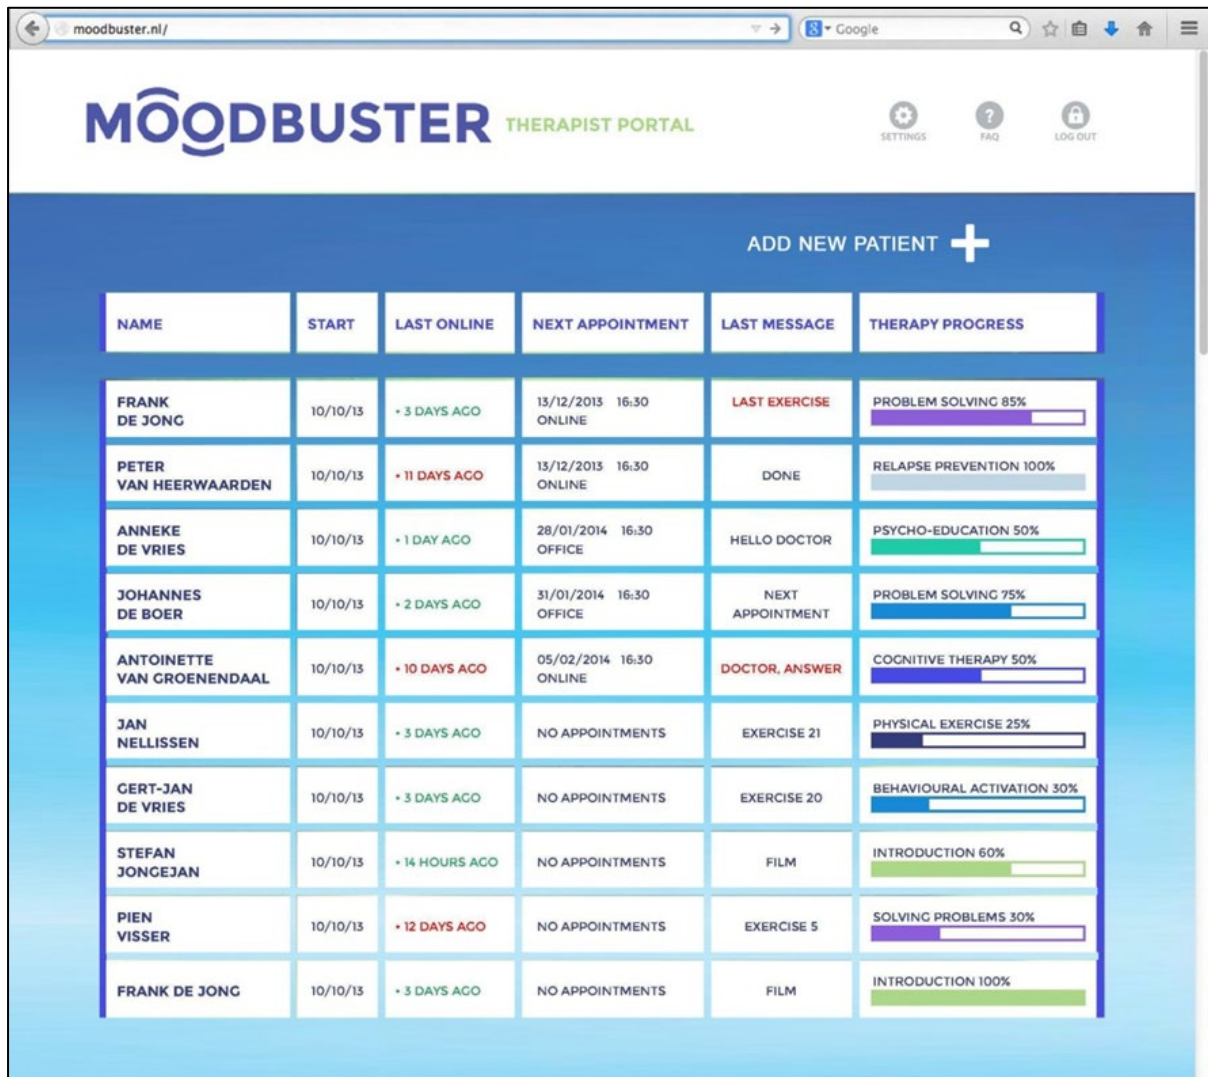 moodbuster.nl/
Google
MOODBUSTER THERAPIST PORTAL
SETTINGS
FAQ
LOG OUT
ADD NEW PATIENT
NAME START LAST ONLINE NEXT APPOINTMENT LAST MESSAGE THERAPY PROGRESS
FRANK
DE JONG
10/10/13
• 3 DAYS AGO
13/12/2013 16:30
ONLINE
LAST EXERCISE
PROBLEM SOLVING 85%
PETER
VAN HEERWAARDEN
10/10/13
• 11 DAYS AGO
13/12/2013 16:30
ONLINE
DONE
RELAPSE PREVENTION 100%
ANNEKE
DE VRIES
10/10/13
• 1 DAY AGO
28/01/2014 16:30
OFFICE
HELLO DOCTOR
PSYCHO-EDUCATION 50%
JOHANNES
DE BOER
10/10/13
• 2 DAYS AGO
31/01/2014 16:30
OFFICE
NEXT
APPOINTMENT
PROBLEM SOLVING 75%
ANTOINETTE
VAN GROENENDAAL
10/10/13
• 10 DAYS AGO
05/02/2014 16:30
ONLINE
DOCTOR, ANSWER
COGNITIVE THERAPY 50%
JAN
NELLISSEN
10/10/13
• 3 DAYS AGO
NO APPOINTMENTS
EXERCISE 21
PHYSICAL EXERCISE 25%
GERT-JAN
DE VRIES
10/10/13
• 3 DAYS AGO
NO APPOINTMENTS
EXERCISE 20
BEHAVIOURAL ACTIVATION 30%
STEFAN
JONGEJAN
10/10/13
• 14 HOURS AGO
NO APPOINTMENTS
FILM
INTRODUCTION 60%
PIEN
VISSER
10/10/13
• 12 DAYS AGO
NO APPOINTMENTS
EXERCISE 5
SOLVING PROBLEMS 30%
FRANK DE JONG
10/10/13
• 3 DAYS AGO
NO APPOINTMENTS
FILM
INTRODUCTION 100%